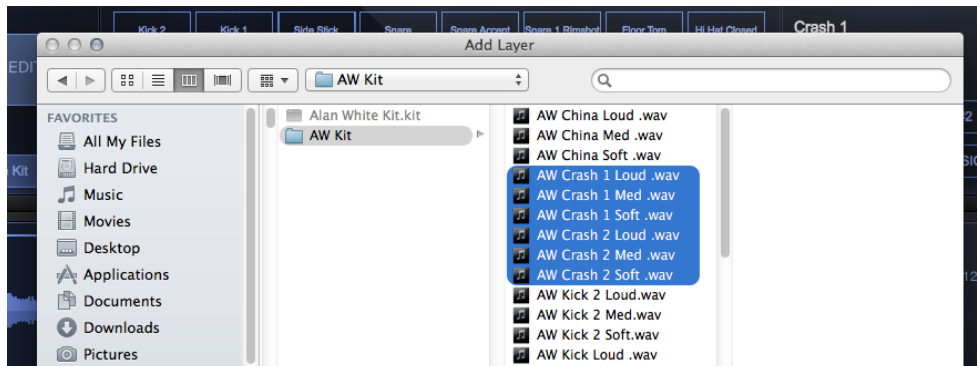 Kick 2 Kick 1 Side Stick Snare Snare Accent Snare 1 Rimshot Floor Tom Hi Hat Closed Crash 1
Add Layer
EDI
AW Kit
FAVORITES
All My Files
Hard Drive
Music
Movies
Desktop
Applications
Documents
Downloads
Pictures
Alan White Kit.kit
AW Kit
AW China Loud .wav
AW China Med .wav
AW China Soft .wav
AW Crash 1 Loud .wav
AW Crash 1 Med .wav
AW Crash 1 Soft .wav
AW Crash 2 Loud .wav
AW Crash 2 Med .wav
AW Crash 2 Soft .wav
AW Kick 2 Loud.wav
AW Kick 2 Med.wav
AW Kick 2 Soft.wav
AW Kick Loud .wav
Kit
2
SIC
12